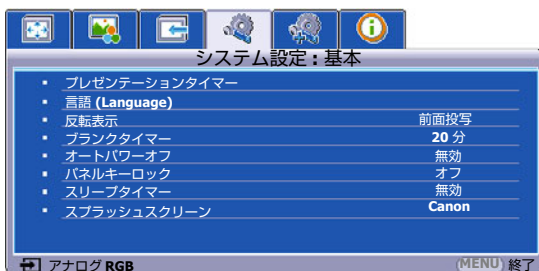 システム設定：基本
プレゼンテーションタイマー
言語 (Language)
反転表示 前面投写
ブランクタイマー 20 分
オートパワーオフ 無効
パネルキーロック オフ
スリープタイマー 無効
スプラッシュスクリーン Canon
アナログ RGB (MENU) 終了